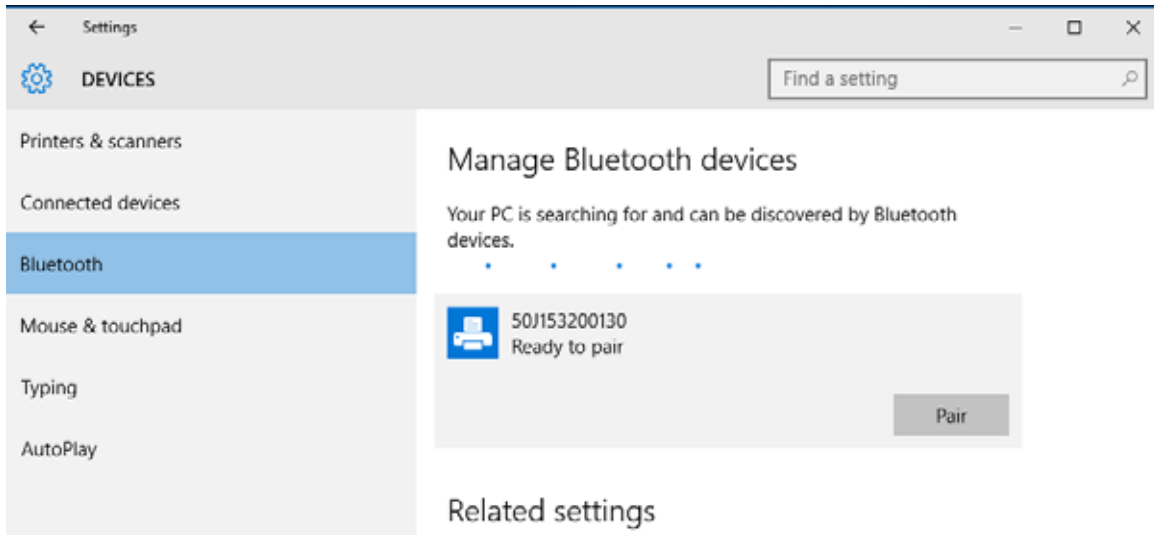 Settings
DEVICES
Find a setting
Printers & scanners
Connected devices
Bluetooth
Mouse & touchpad
Typing
AutoPlay
Manage Bluetooth devices
Your PC is searching for and can be discovered by Bluetooth
devices.
50J153200130
Ready to pair
Pair
Related settings